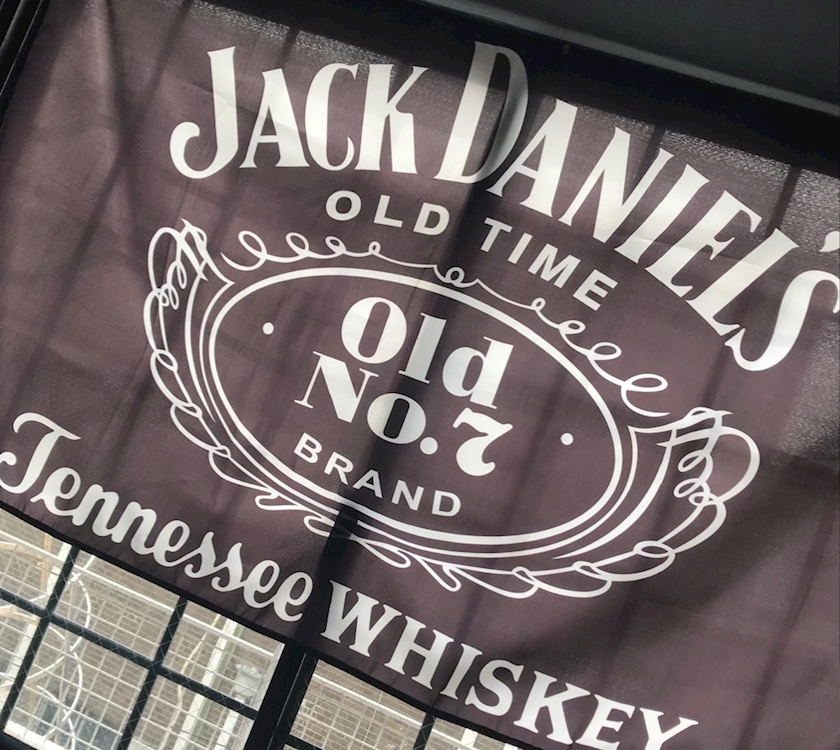 JACK DANIEL'S
OLD TIME
Old
No.7
BRAND
Tennessee
WHISKEY